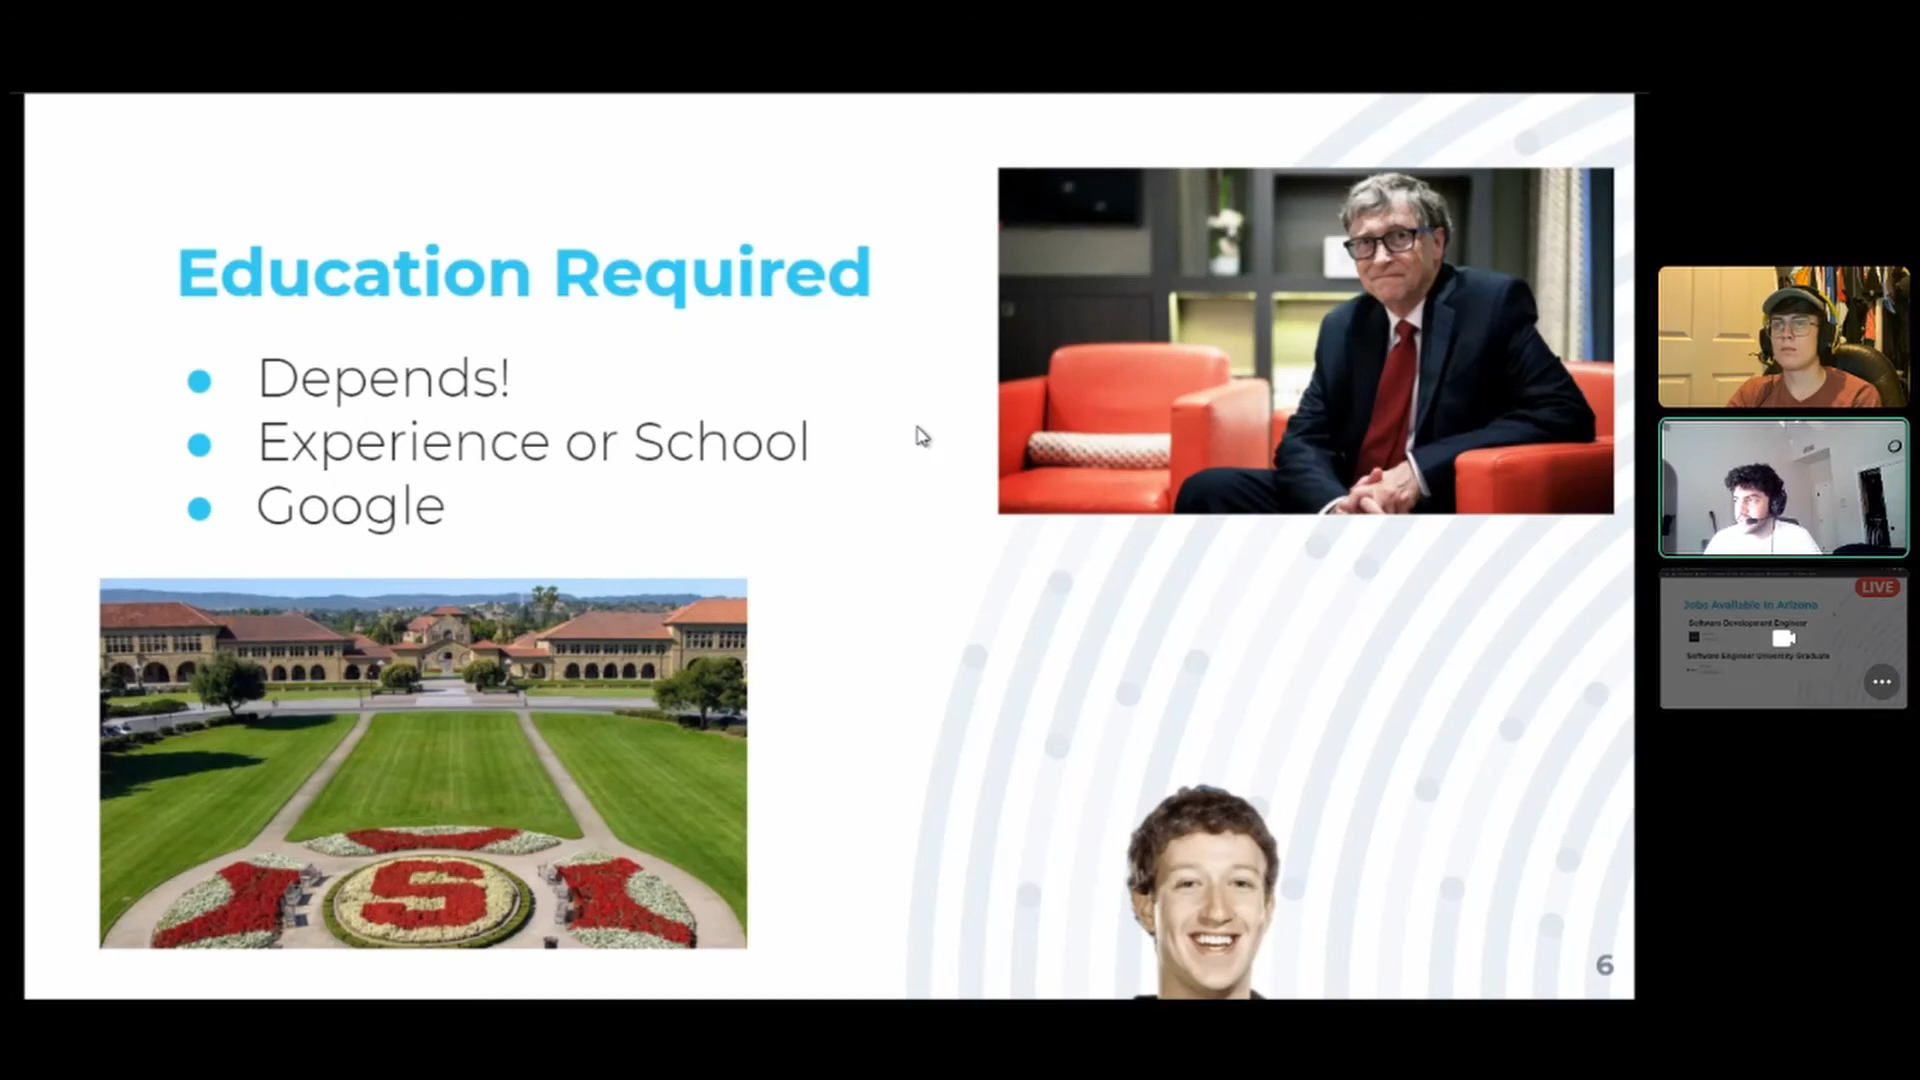 Education Required
Depends!
Experience or School
Google
S
6
LIVE
Jobs Available in Arizona
Software Development Engineer
Software Engineer University Graduate